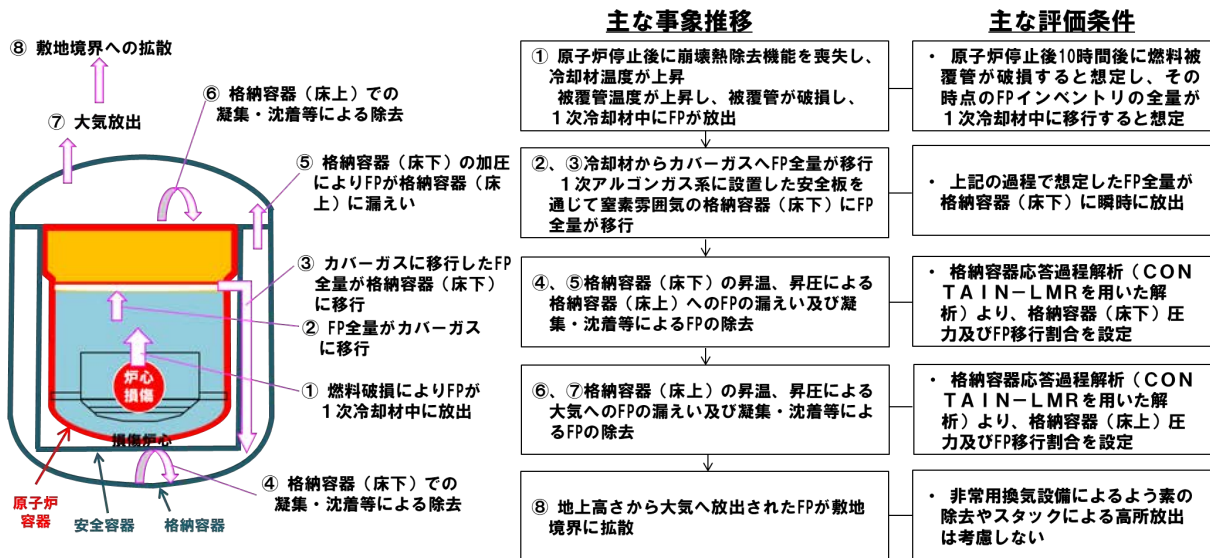 ⑧ 敷地境界への拡散
⑥ 格納容器（床上）での
凝集・沈着等による除去
⑦ 大気放出
⑤ 格納容器（床下）の加圧
によりFPが格納容器（床
上）に漏えい
③ カバーガスに移行したFP
全量が格納容器（床下）
に移行
② FP全量がカバーガス
に移行
炉心
損傷
① 燃料破損によりFPが
１次冷却材中に放出
損傷炉心
④ 格納容器（床下）での
凝集・沈着等による除去
原子炉
容器
安全容器
格納容器
主な事象推移
① 原子炉停止後に崩壊熱除去機能を喪失し、
冷却材温度が上昇
被覆管温度が上昇し、被覆管が破損し、
１次冷却材中にFPが放出
②、③冷却材からカバーガスへFP全量が移行
１次アルゴンガス系に設置した安全板を
通じて窒素雰囲気の格納容器（床下）にFP
全量が移行
④、⑤格納容器（床下）の昇温、昇圧による
格納容器（床上）へのFPの漏えい及び凝
集・沈着等によるFPの除去
⑥、⑦格納容器（床上）の昇温、昇圧による
大気へのFPの漏えい及び凝集・沈着等によ
るFPの除去
⑧ 地上高さから大気へ放出されたFPが敷地
境界に拡散
主な評価条件
・ 原子炉停止後10時間後に燃料被
覆管が破損すると想定し、その
時点のFPインベントリの全量が
１次冷却材中に移行すると想定
・ 上記の過程で想定したFP全量が
格納容器（床下）に瞬時に放出
・ 格納容器応答過程解析（ＣＯＮ
ＴＡＩＮ－ＬＭＲを用いた解
析）より、格納容器（床下）圧
力及びFP移行割合を設定
・ 格納容器応答過程解析（ＣＯＮ
ＴＡＩＮ－ＬＭＲを用いた解
析）より、格納容器（床上）圧
力及びFP移行割合を設定
・ 非常用換気設備によるよう素の
除去やスタックによる高所放出
は考慮しない